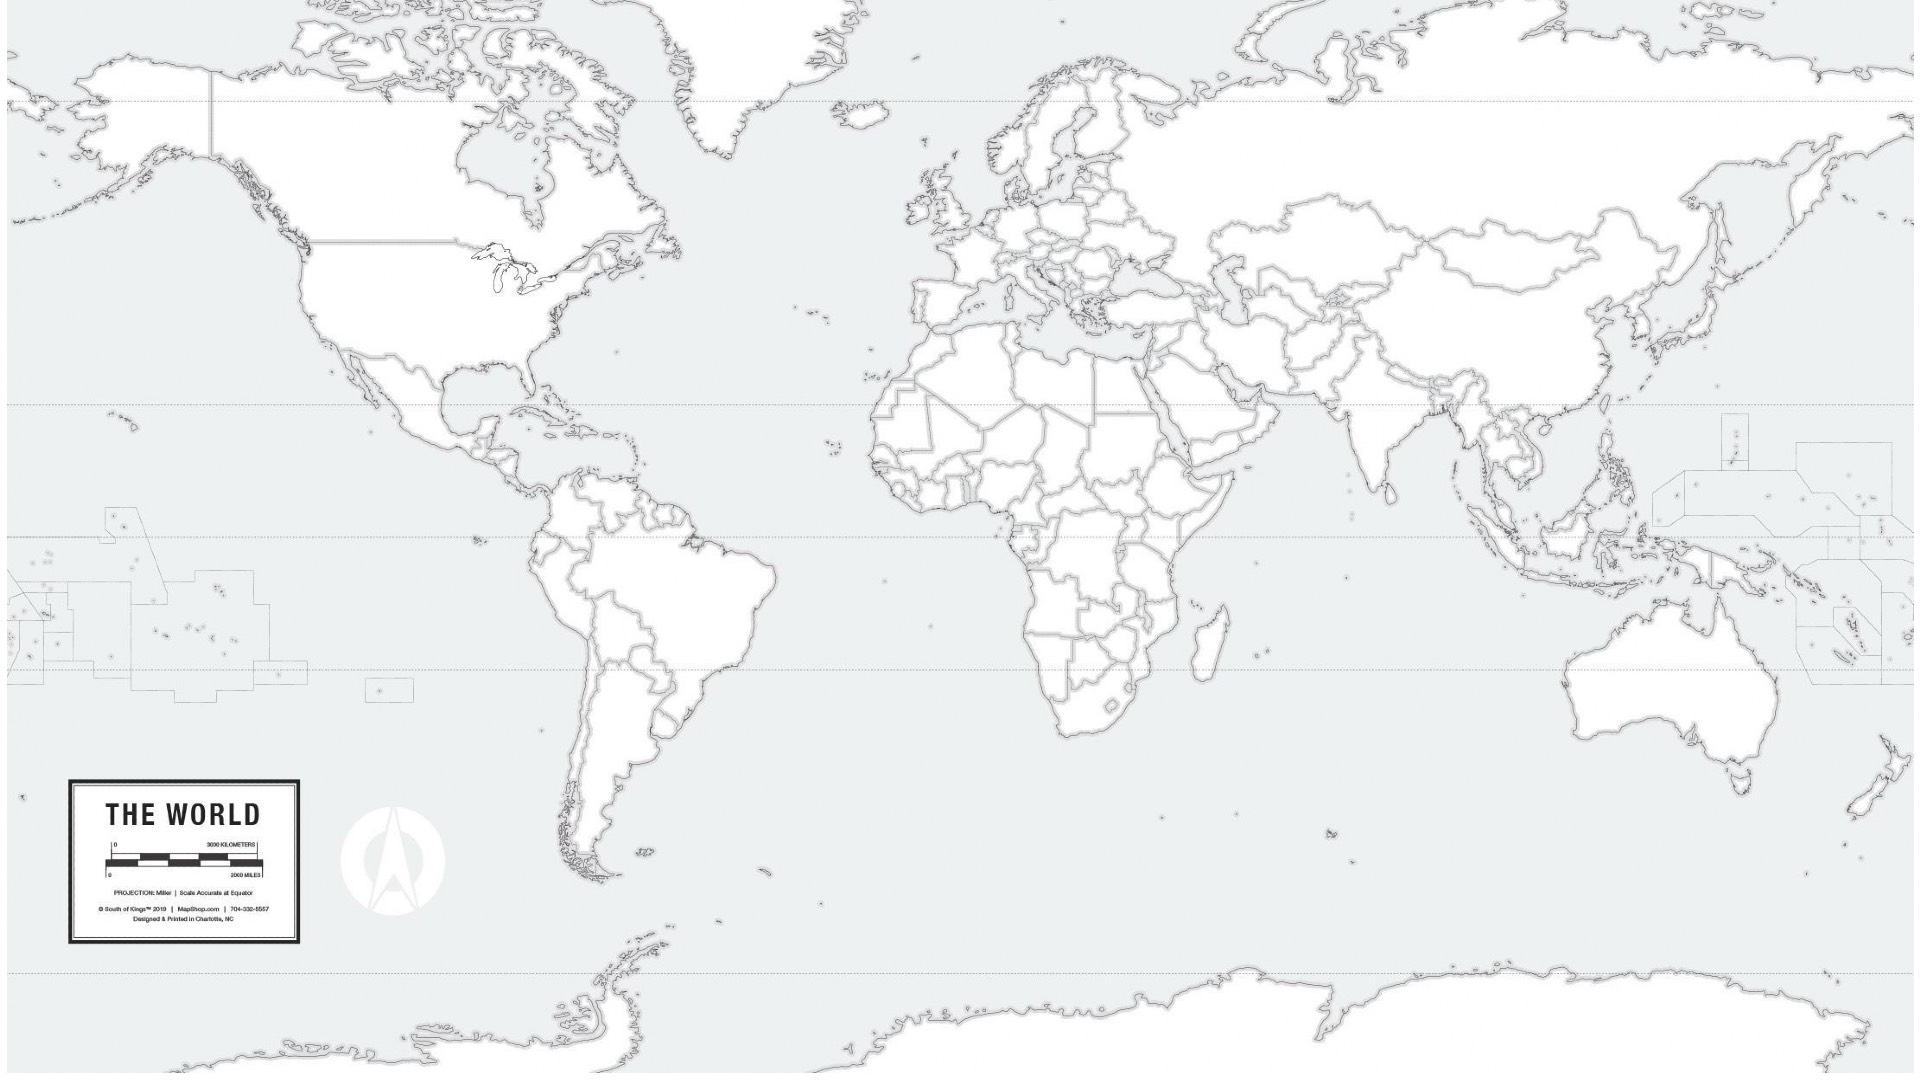 THE WORLD
0 3000 KILOMETERS
0 2000 MILES
PROJECTION: Miller | Scale Accurate at Equator
© South of Kings™ 2019 | MapShop.com | 704-332-5557
Designed & Printed in Charlotte, NC